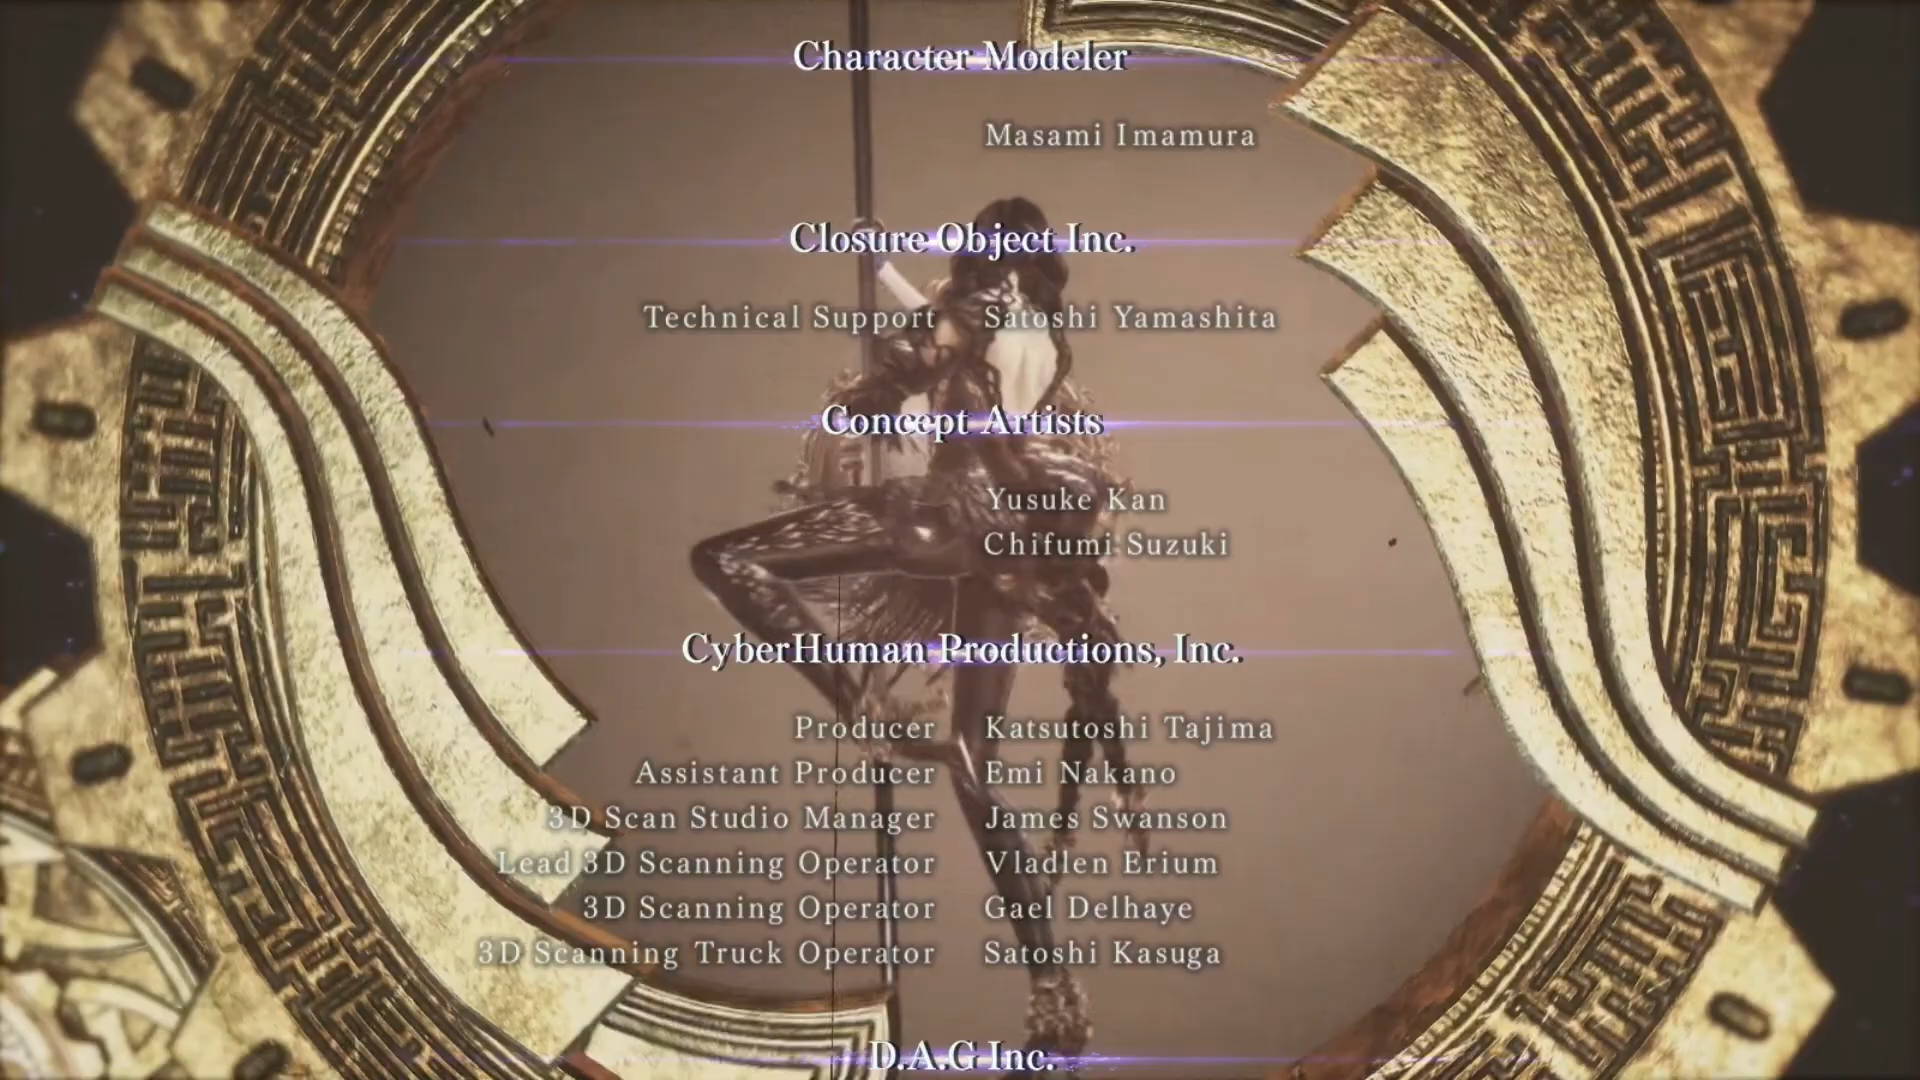 Character Modeler
Masami Imamura
Closure Object Inc.
Technical Support Satoshi Yamashita
Concept Artists
Yusuke Kan
Chifumi Suzuki
CyberHuman Productions, Inc.
Producer Katsutoshi Tajima
Assistant Producer Emi Nakano
3D Scan Studio Manager James Swanson
Lead 3D Scanning Operator Vladlen Erium
3D Scanning Operator Gael Delhaye
3D Scanning Truck Operator Satoshi Kasuga
D.A.G Inc.